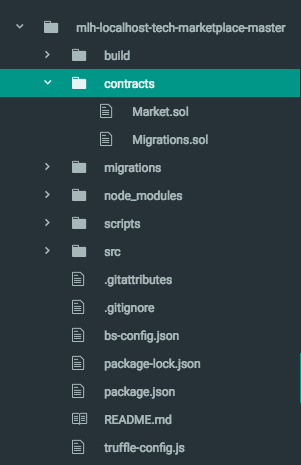 mlh-localhost-tech-marketplace-master
build
contracts
Market.sol
Migrations.sol
migrations
node_modules
scripts
src
.gitattributes
.gitignore
bs-config.json
package-lock.json
package.json
README.md
truffle-config.js